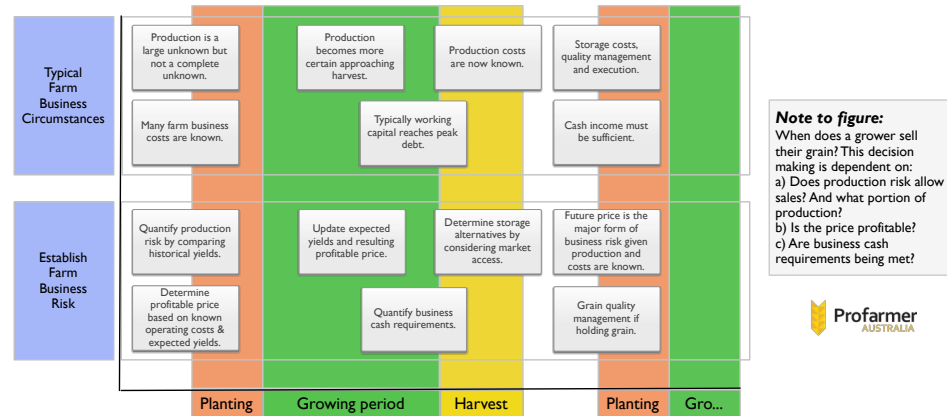 Typical
Farm
Business
Circumstances
Production is a
large unknown but
not a complete
unknown.
Production
becomes more
certain approaching
harvest.
Production costs
are now known.
Storage costs,
quality management
and execution.
Many farm business
costs are known.
Typically working
capital reaches peak
debt.
Cash income must
be sufficient.
Establish
Farm
Business
Risk
Quantify production
risk by comparing
historical yields.
Update expected
yields and resulting
profitable price.
Determine storage
alternatives by
considering market
access.
Future price is the
major form of
business risk given
production and
costs are known.
Determine
profitable price
based on known
operating costs &
expected yields.
Quantify business
cash requirements.
Grain quality
management if
holding grain.
Planting
Growing period
Harvest
Planting
Gro...
Note to figure:
When does a grower sell
their grain? This decision
making is dependent on:
a) Does production risk allow
sales? And what portion of
production?
b) Is the price profitable?
c) Are business cash
requirements being met?
Profarmer
AUSTRALIA